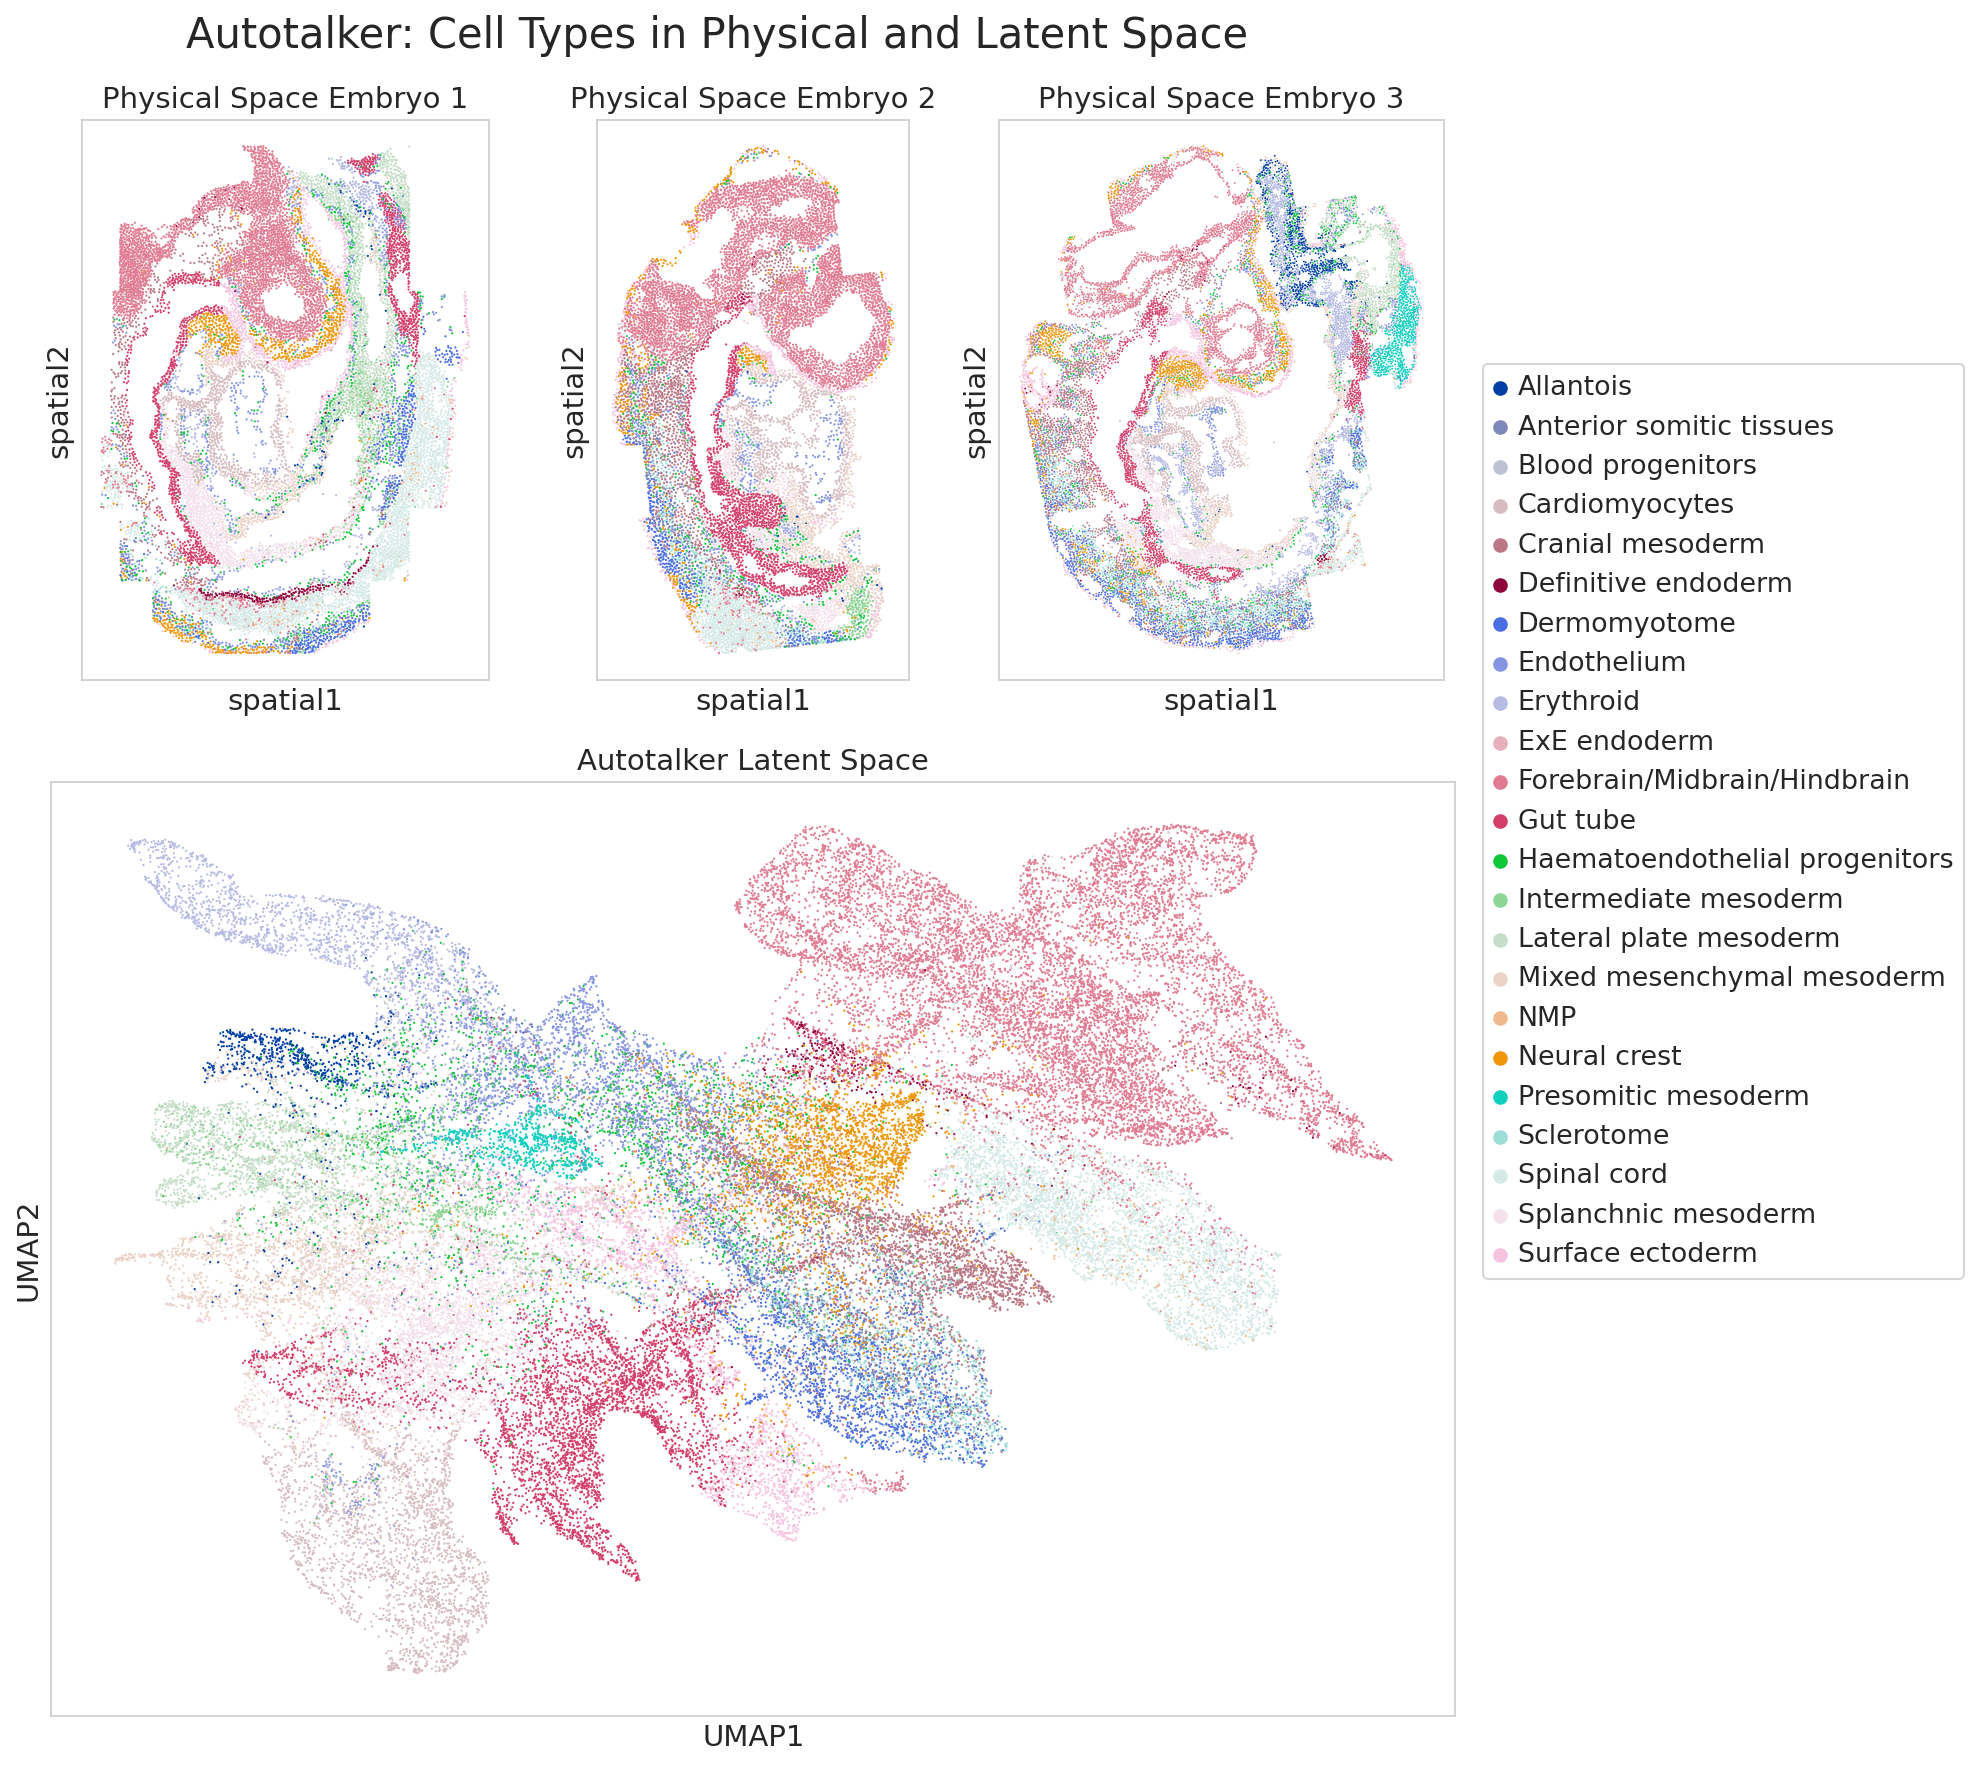 Autotalker: Cell Types in Physical and Latent Space
Physical Space Embryo 1
Physical Space Embryo 2
Physical Space Embryo 3
spatial2
spatial2
spatial2
spatial1
spatial1
spatial1
Autotalker Latent Space
UMAP2
UMAP1
Allantois
Anterior somitic tissues
Blood progenitors
Cardiomyocytes
Cranial mesoderm
Definitive endoderm
Dermomyotome
Endothelium
Erythroid
ExE endoderm
Forebrain/Midbrain/Hindbrain
Gut tube
Haematoendothelial progenitors
Intermediate mesoderm
Lateral plate mesoderm
Mixed mesenchymal mesoderm
NMP
Neural crest
Presomitic mesoderm
Sclerotome
Spinal cord
Splanchnic mesoderm
Surface ectoderm